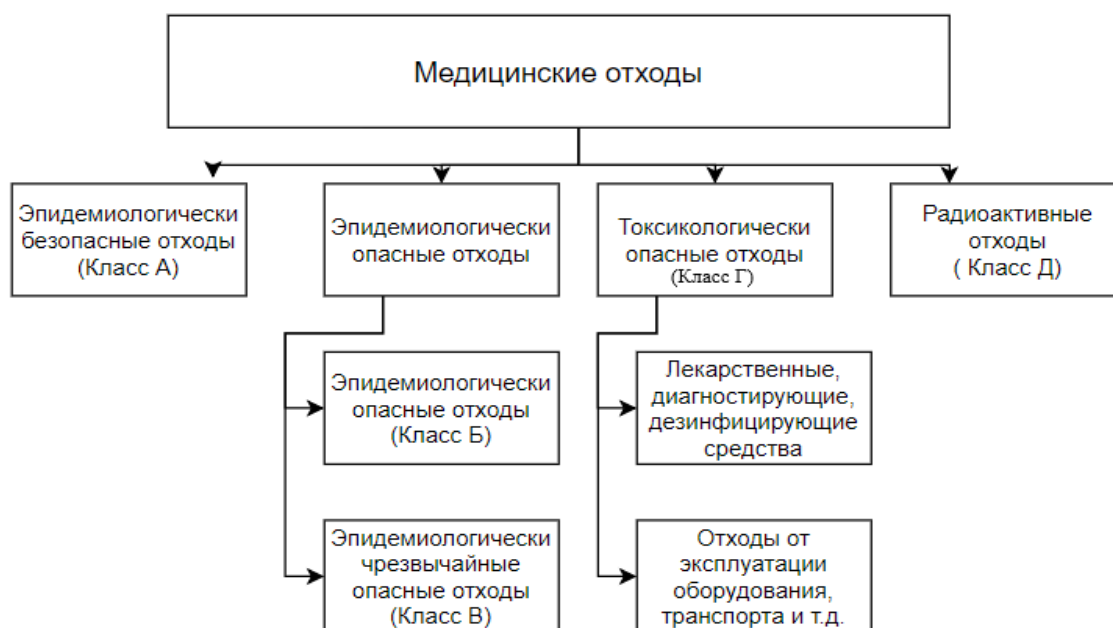 Медицинские отходы
Эпидемиологически
безопасные отходы
(Класс А)
Эпидемиологически
опасные отходы
Токсикологически
опасные отходы
(Класс Г)
Радиоактивные
отходы
( Класс Д)
Эпидемиологически
опасные отходы
(Класс Б)
Лекарственные,
диагностирующие,
дезинфицирующие
средства
Эпидемиологически
чрезвычайные
опасные отходы
(Класс В)
Отходы от
эксплуатации
оборудования,
транспорта и т.д.